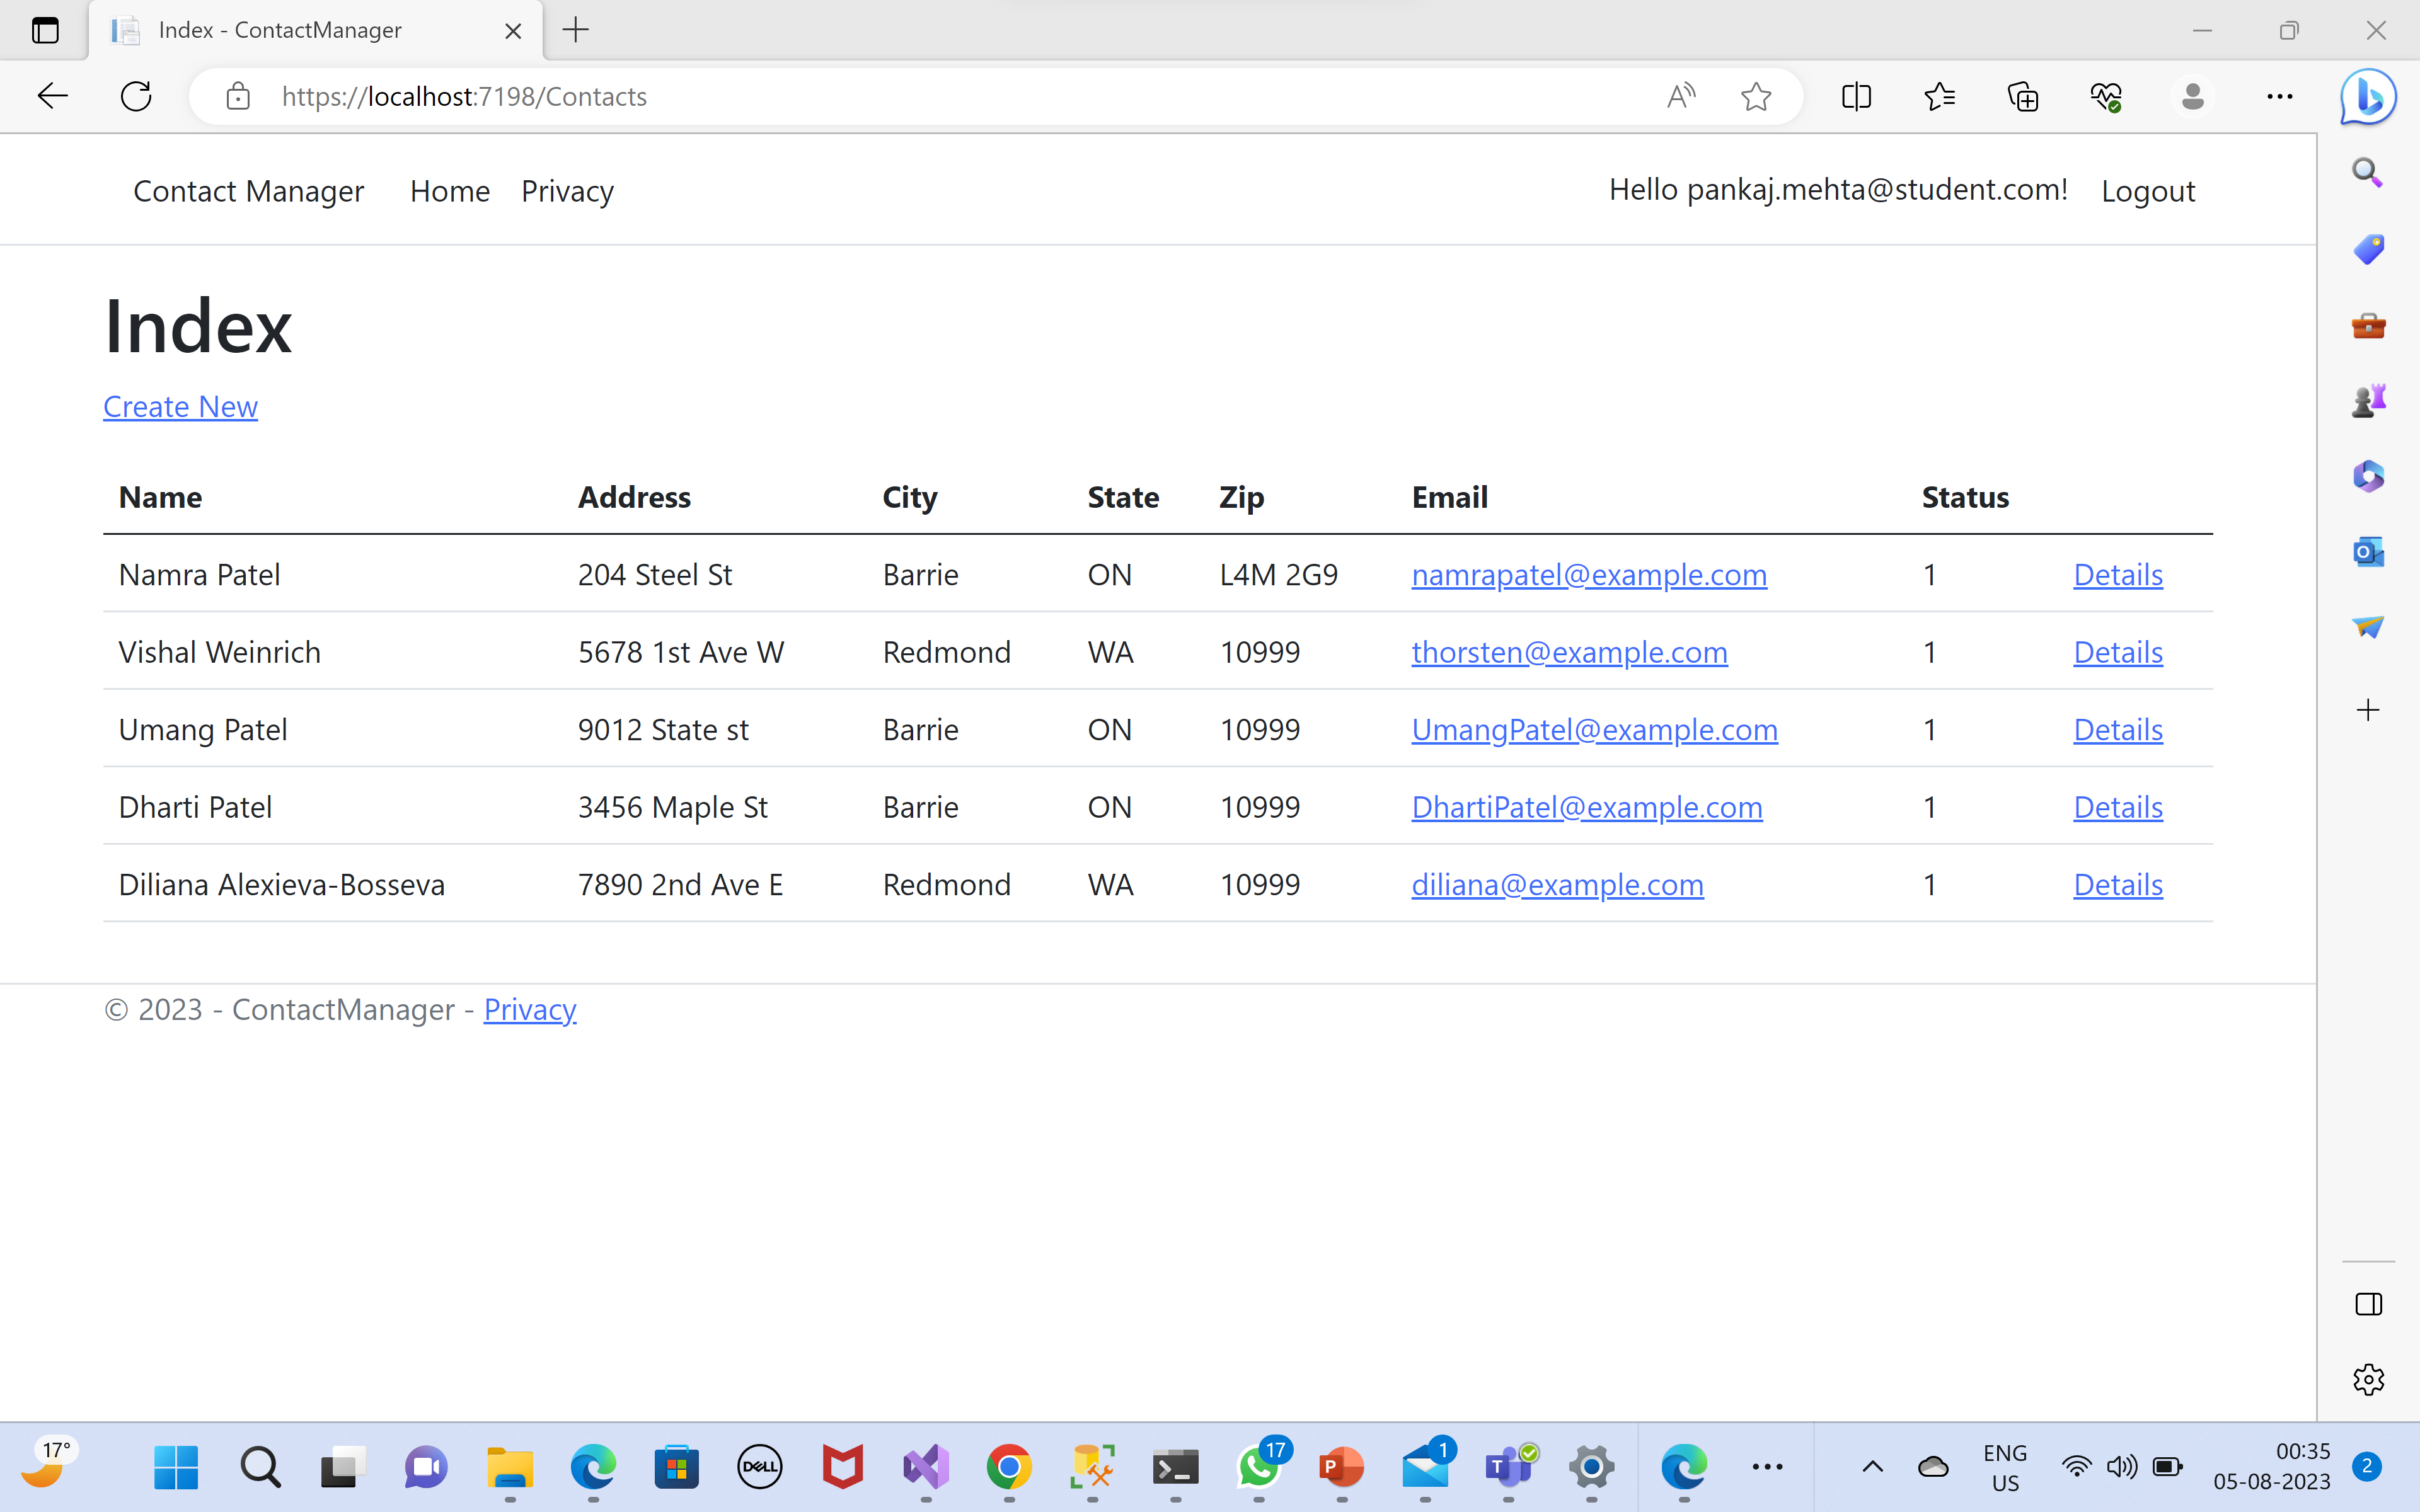 Index - ContactManager
https://localhost:7198/Contacts
Contact Manager Home Privacy Hello pankaj.mehta@student.com! Logout
Index
Create New
Name Address City State Zip Email Status
Namra Patel 204 Steel St Barrie ON L4M 2G9 namrapatel@example.com 1 Details
Vishal Weinrich 5678 1st Ave W Redmond WA 10999 thorsten@example.com 1 Details
Umang Patel 9012 State st Barrie ON 10999 UmangPatel@example.com 1 Details
Dharti Patel 3456 Maple St Barrie ON 10999 DhartiPatel@example.com 1 Details
Diliana Alexieva-Bosseva 7890 2nd Ave E Redmond WA 10999 diliana@example.com 1 Details
© 2023 - ContactManager - Privacy
17°
DELL
17
P
1
T
ENG
US
00:35
05-08-2023
2